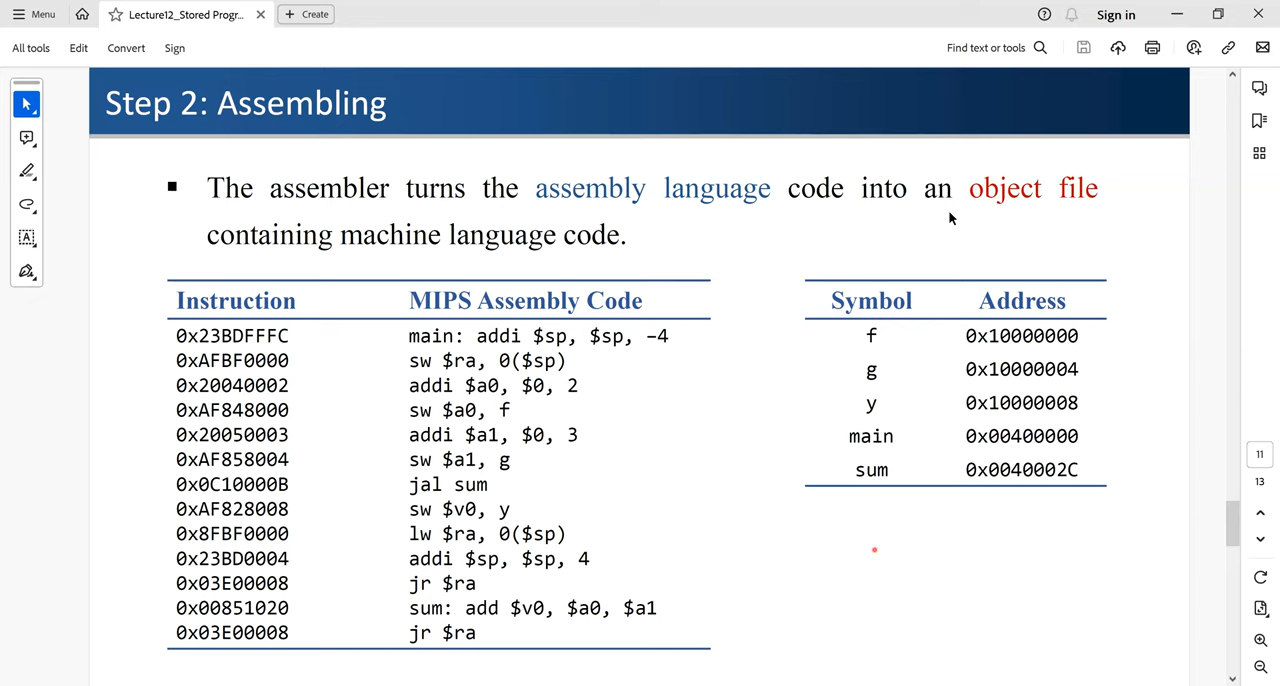 Menu
Lecture12_Stored Progr...
Create
Sign in
All tools
Edit
Convert
Sign
Find text or tools
Step 2: Assembling
▪ The assembler turns the assembly language code into an object file
containing machine language code.
Instruction MIPS Assembly Code
0x23BDFFFC main: addi $sp, $sp, –4
0xAFBF0000 sw $ra, 0($sp)
0x20040002 addi $a0, $0, 2
0xAF848000 sw $a0, f
0x20050003 addi $a1, $0, 3
0xAF858004 sw $a1, g
0x0C10000B jal sum
0xAF828008 sw $v0, y
0x8FBF0000 lw $ra, 0($sp)
0x23BD0004 addi $sp, $sp, 4
0x03E00008 jr $ra
0x00851020 sum: add $v0, $a0, $a1
0x03E00008 jr $ra
Symbol Address
f 0x10000000
g 0x10000004
y 0x10000008
main 0x00400000
sum 0x0040002C
11
13